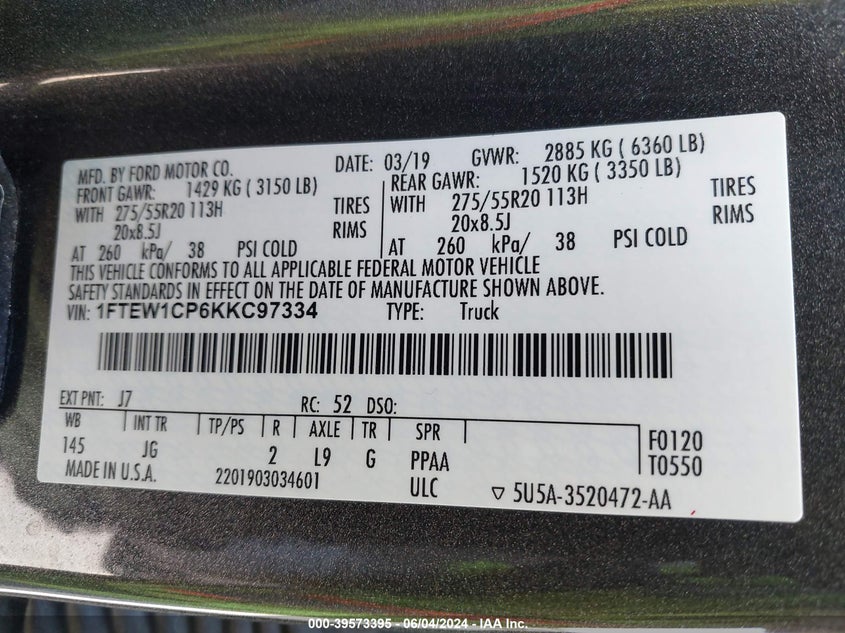 MFD. BY FORD MOTOR CO. DATE: 03/19 GVWR: 2885 KG ( 6360 LB)
FRONT GAWR: 1429 KG ( 3150 LB) REAR GAWR: 1520 KG ( 3350 LB)
WITH 275/55R20 113H TIRES WITH 275/55R20 113H TIRES
20x8.5J RIMS 20x8.5J RIMS
AT 260 kPa/ 38 PSI COLD AT 260 kPa/ 38 PSI COLD
THIS VEHICLE CONFORMS TO ALL APPLICABLE FEDERAL MOTOR VEHICLE
SAFETY STANDARDS IN EFFECT ON THE DATE OF MANUFACTURE SHOWN ABOVE.
VIN: 1FTEW1CP6KKC97334 TYPE: Truck
EXT PNT: J7 RC: 52 DSO:
WB INT TR TP/PS R AXLE TR SPR
145 JG 2 L9 G PPAA F0120
T0550
MADE IN U.S.A. 2201903034601 ULC ▽ 5U5A-3520472-AA
000-39573395 - 06/04/2024 - IAA Inc.